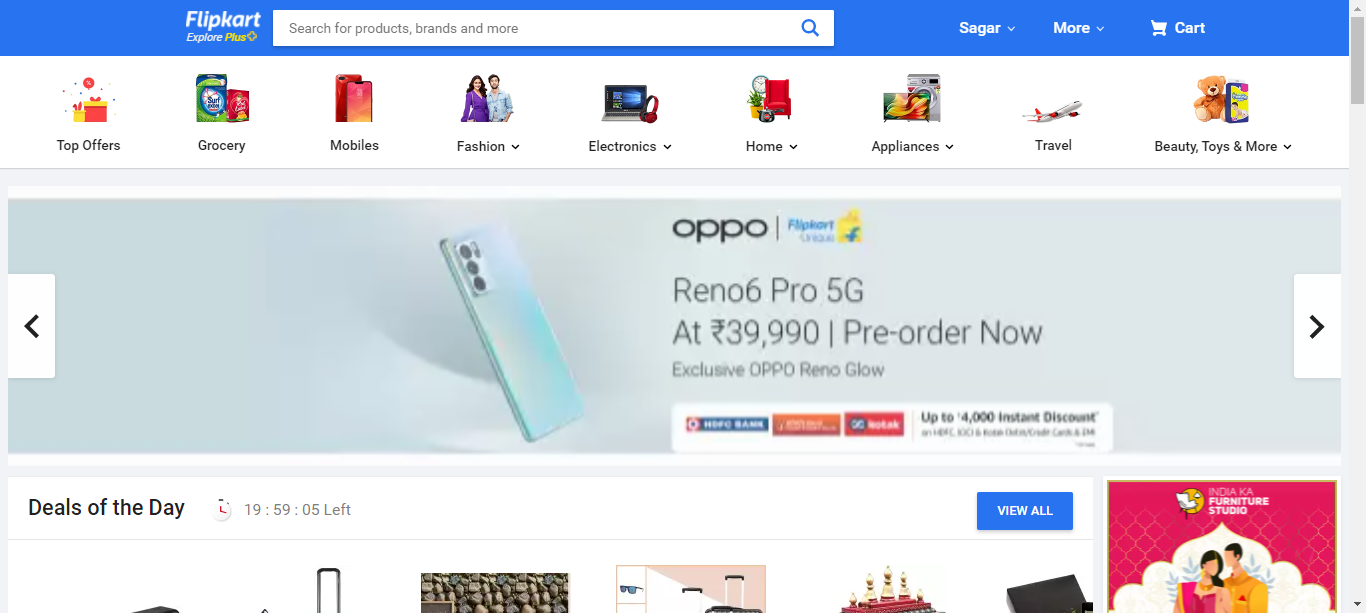 Flipkart
Explore Plus
Search for products, brands and more
Sagar
More
Cart
Top Offers
Grocery
Mobiles
Fashion
Electronics
Home
Appliances
Travel
Beauty, Toys & More
oppo | Flipkart
Unique
Reno6 Pro 5G
At ₹39,990 | Pre-order Now
Exclusive OPPO Reno Glow
HDFC BANK
kotak
Up to ₹4,000 Instant Discount*
on HDFC, ICICI & Kotak Debit/Credit Cards & EMI
Deals of the Day
19 : 59 : 05 Left
VIEW ALL
INDIA KA
FURNITURE
STUDIO